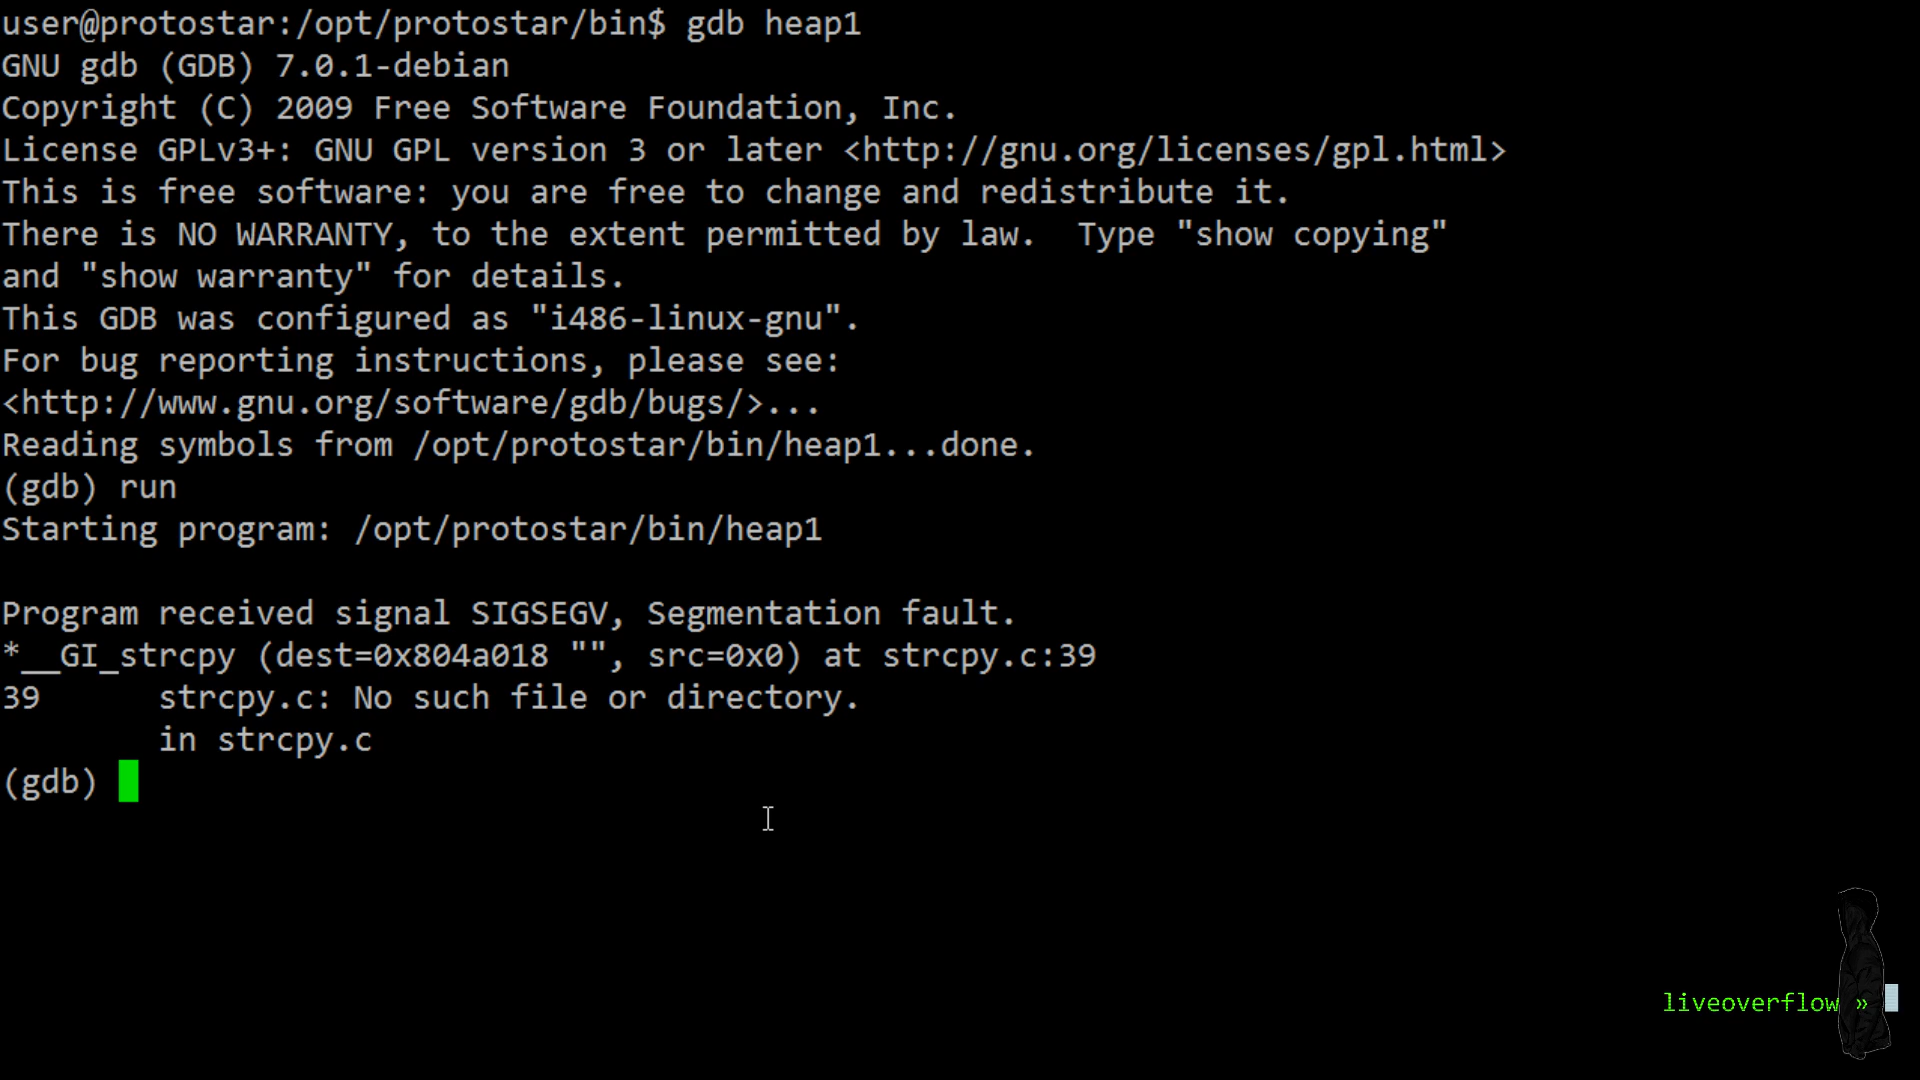 user@protostar:/opt/protostar/bin$ gdb heap1
GNU gdb (GDB) 7.0.1-debian
Copyright (C) 2009 Free Software Foundation, Inc.
License GPLv3+: GNU GPL version 3 or later <http://gnu.org/licenses/gpl.html>
This is free software: you are free to change and redistribute it.
There is NO WARRANTY, to the extent permitted by law.  Type "show copying"
and "show warranty" for details.
This GDB was configured as "i486-linux-gnu".
For bug reporting instructions, please see:
<http://www.gnu.org/software/gdb/bugs/>...
Reading symbols from /opt/protostar/bin/heap1...done.
(gdb) run
Starting program: /opt/protostar/bin/heap1

Program received signal SIGSEGV, Segmentation fault.
*__GI_strcpy (dest=0x804a018 "", src=0x0) at strcpy.c:39
39      strcpy.c: No such file or directory.
        in strcpy.c
(gdb)
liveoverflow »